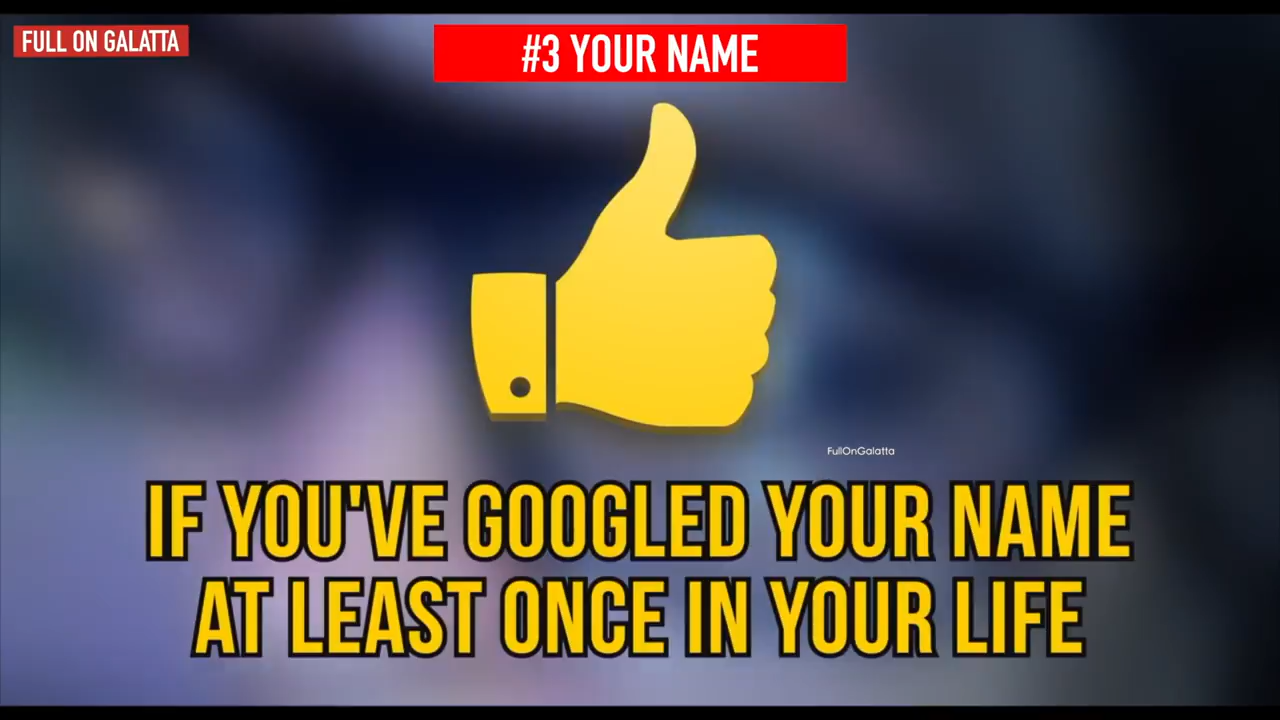 FULL ON GALATTA
#3 YOUR NAME
FullOnGalatta
IF YOU'VE GOOGLED YOUR NAME
AT LEAST ONCE IN YOUR LIFE